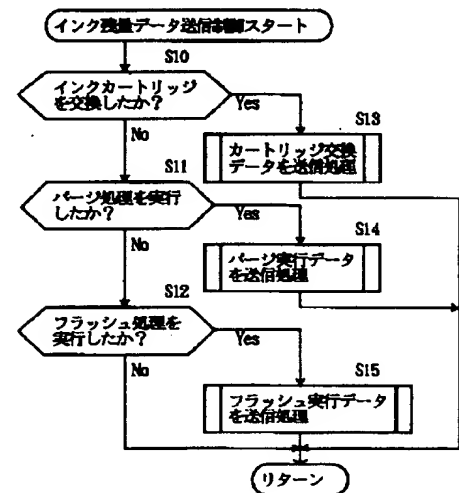 インク残量データ送信制御スタート
S10
インクカートリッジ
を交換したか?
Yes
No
S13
カートリッジ交換
データを送信処理
S11
パージ処理を実行
したか?
Yes
No
S14
パージ実行データ
を送信処理
S12
フラッシュ処理を
実行したか?
Yes
No
S15
フラッシュ実行データ
を送信処理
リターン